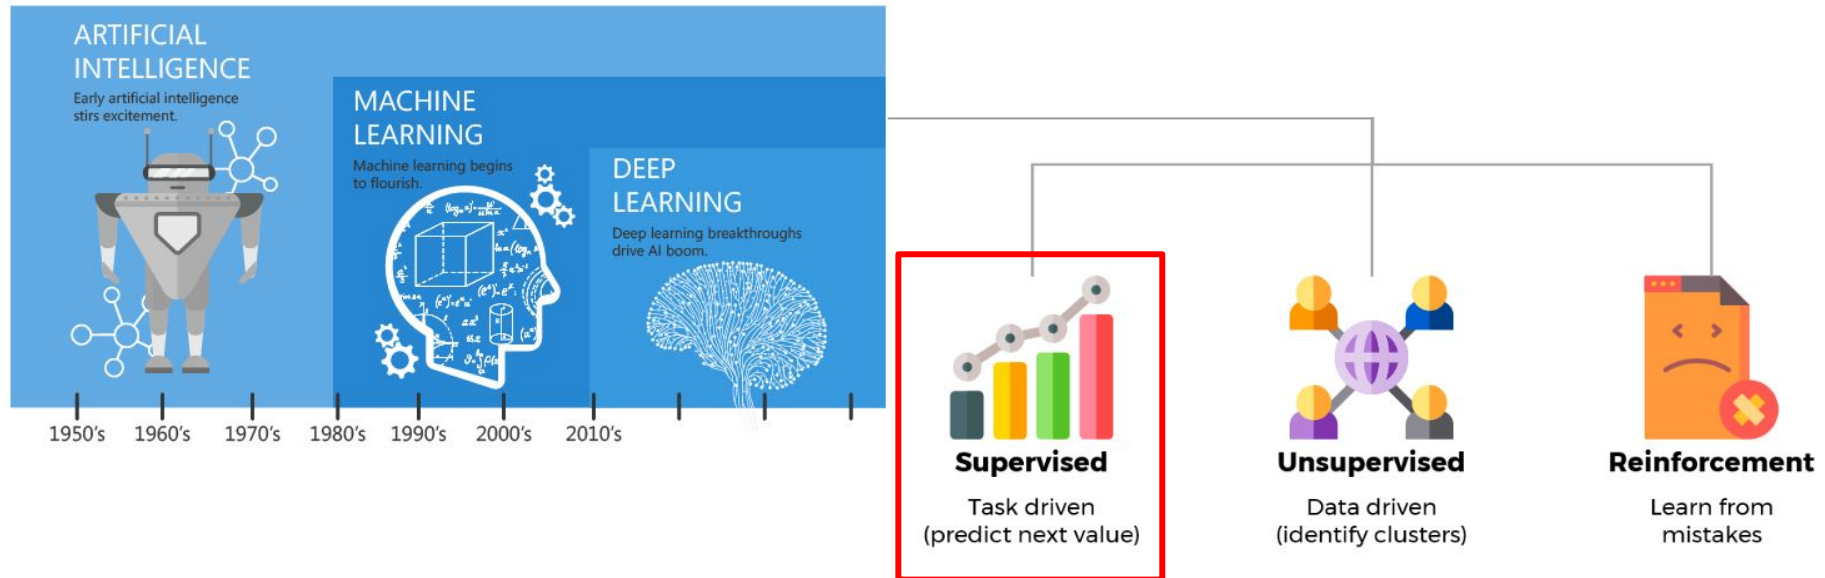 ARTIFICIAL
INTELLIGENCE
Early artificial intelligence
stirs excitement.
MACHINE
LEARNING
Machine learning begins
to flourish.
DEEP
LEARNING
Deep learning breakthroughs
drive AI boom.
1950's 1960's 1970's 1980's 1990's 2000's 2010's
Supervised
Task driven
(predict next value)
Unsupervised
Data driven
(identify clusters)
Reinforcement
Learn from
mistakes